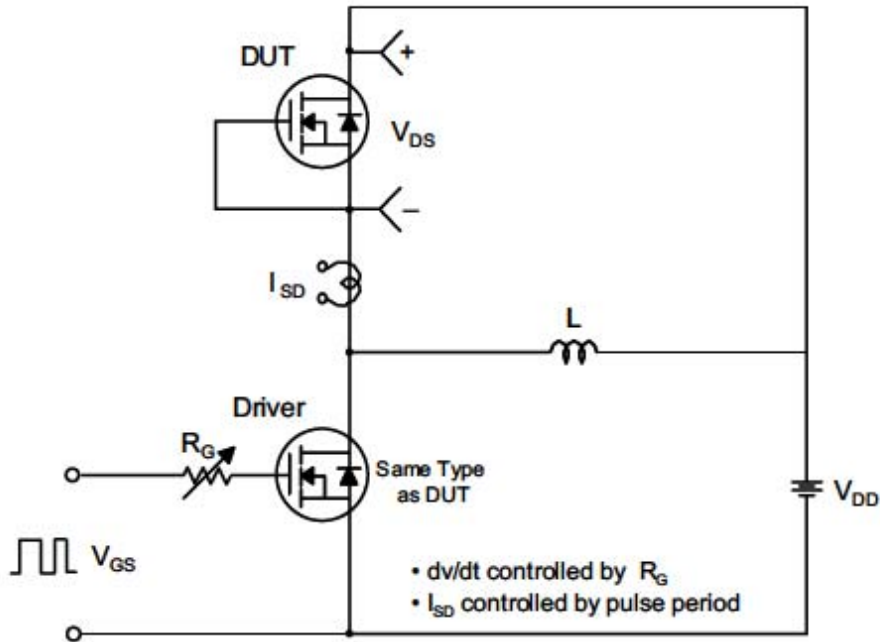 DUT
+
V_DS
–
I_SD
L
Driver
R_G
Same Type
as DUT
V_DD
V_GS
• dv/dt controlled by R_G
• I_SD controlled by pulse period